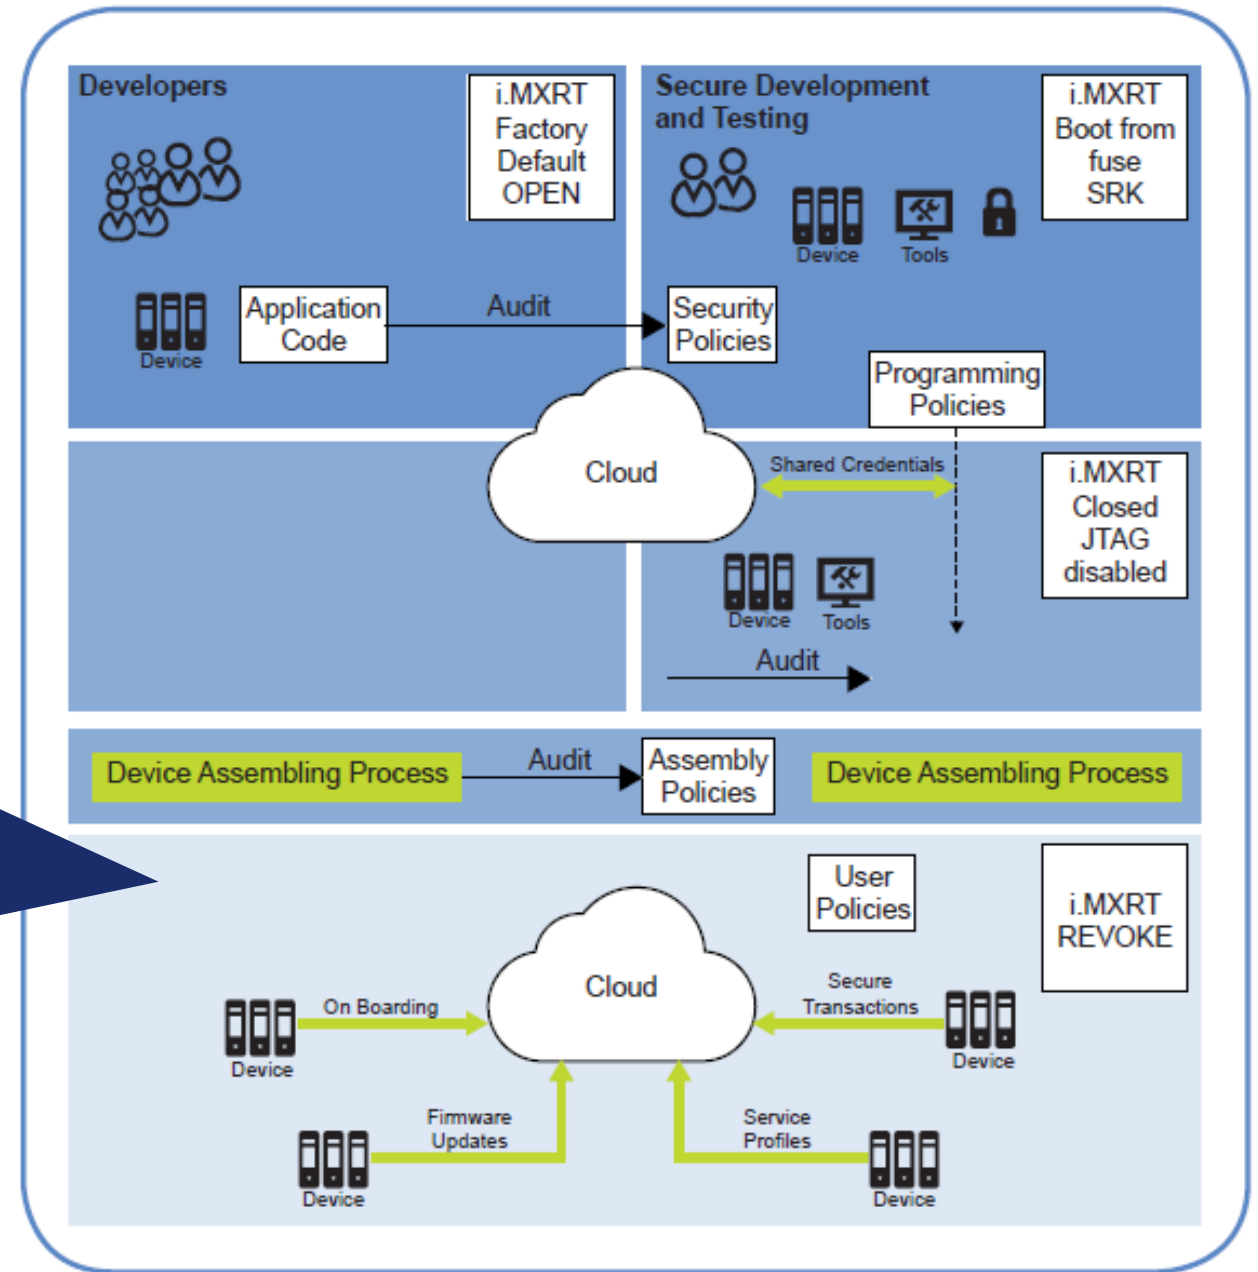 Developers
i.MXRT
Factory
Default
OPEN
Device
Application
Code
Audit
Secure Development
and Testing
i.MXRT
Boot from
fuse
SRK
Device
Tools
Security
Policies
Programming
Policies
Cloud
Shared Credentials
i.MXRT
Closed
JTAG
disabled
Device
Tools
Audit
Device Assembling Process
Audit
Assembly
Policies
Device Assembling Process
User
Policies
i.MXRT
REVOKE
Cloud
On Boarding
Device
Secure
Transactions
Device
Firmware
Updates
Device
Service
Profiles
Device